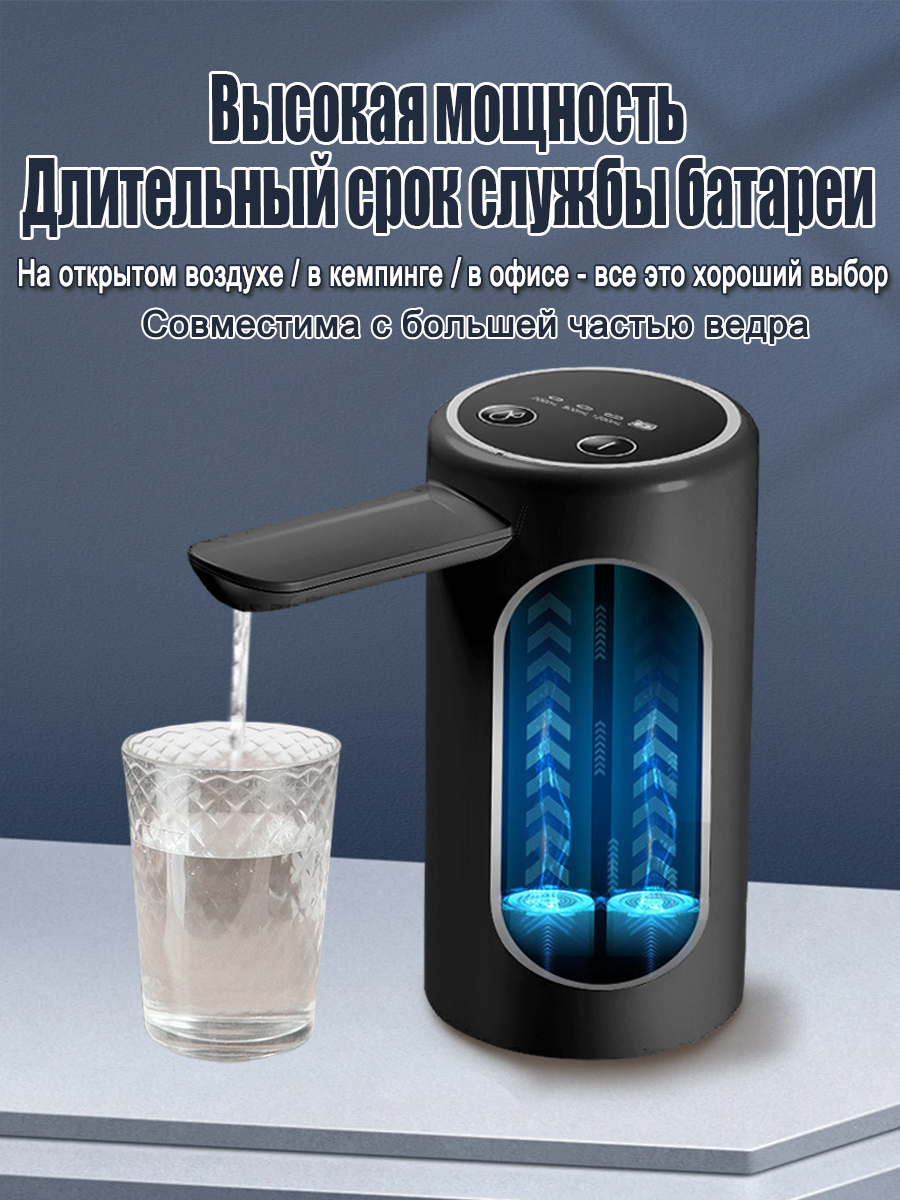 Высокая мощность
Длительный срок службы батареи
На открытом воздухе / в кемпинге / в офисе - все это хороший выбор
Совместима с большей частью ведра